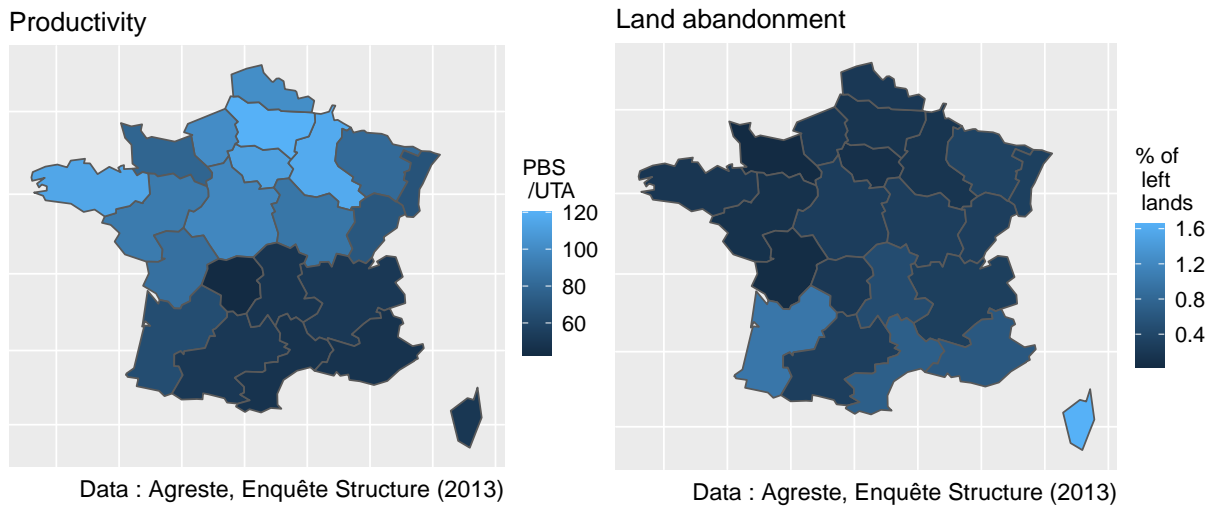 Productivity
PBS
/UTA
120
100
80
60
Data : Agreste, Enquête Structure (2013)
Land abandonment
% of
left
lands
1.6
1.2
0.8
0.4
Data : Agreste, Enquête Structure (2013)